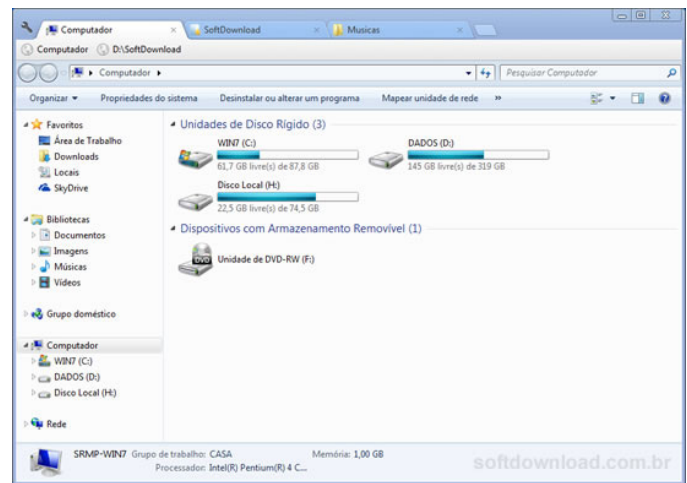 Computador SoftDownload Musicas
Computador D:\SoftDownload
Computador Pesquisar Computador
Organizar Propriedades do sistema Desinstalar ou alterar um programa Mapear unidade de rede »
Favoritos
Área de Trabalho
Downloads
Locais
SkyDrive
Bibliotecas
Documentos
Imagens
Músicas
Vídeos
Grupo doméstico
Computador
WIN7 (C:)
DADOS (D:)
Disco Local (H:)
Rede
Unidades de Disco Rígido (3)
WIN7 (C:)
61,7 GB livre(s) de 87,8 GB
DADOS (D:)
145 GB livre(s) de 319 GB
Disco Local (H:)
22,5 GB livre(s) de 74,5 GB
Dispositivos com Armazenamento Removível (1)
DVD
Unidade de DVD-RW (F:)
SRMP-WIN7 Grupo de trabalho: CASA Memória: 1,00 GB
Processador: Intel(R) Pentium(R) 4 C...
softdownload.com.br